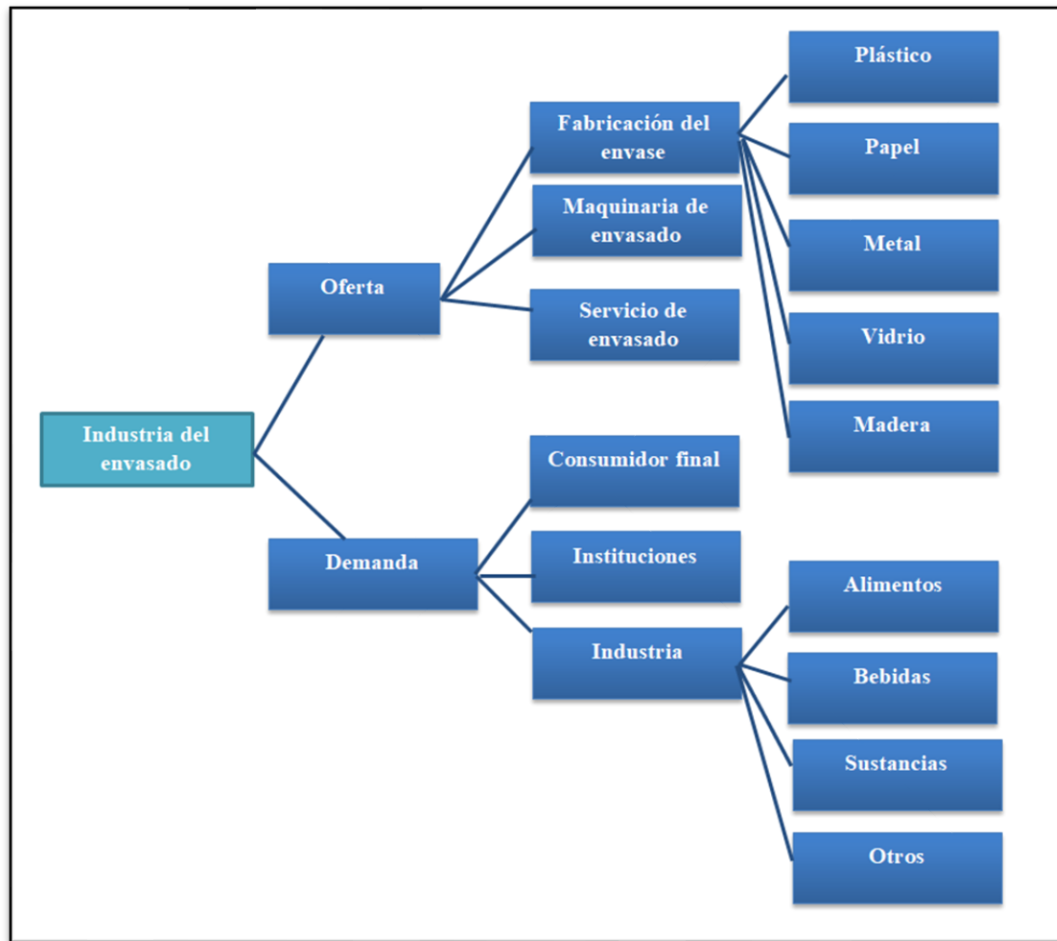 Plástico
Fabricación del
envase
Papel
Maquinaria de
envasado
Metal
Oferta
Servicio de
envasado
Vidrio
Madera
Industria del
envasado
Consumidor final
Demanda
Instituciones
Alimentos
Industria
Bebidas
Sustancias
Otros